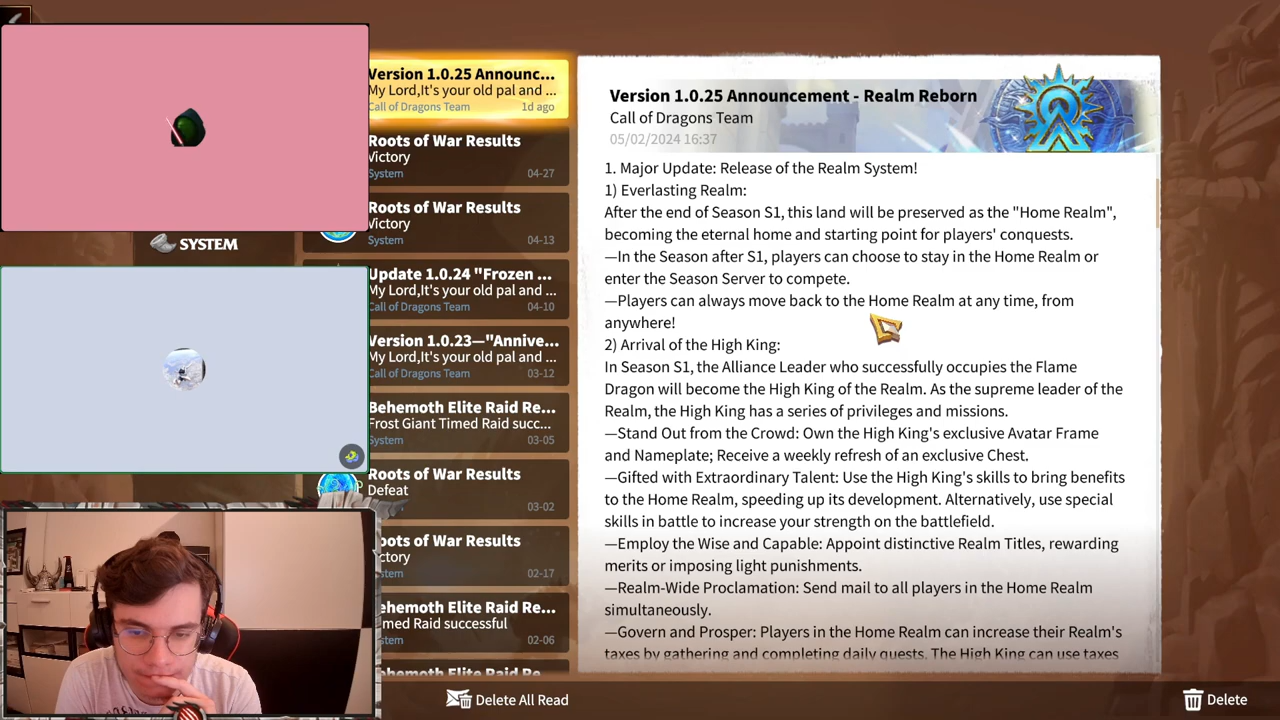 SYSTEM
Version 1.0.25 Announc...
My Lord,It's your old pal and ...
Call of Dragons Team
1d ago
Roots of War Results
Victory
System
04-27
Roots of War Results
Victory
System
04-13
Update 1.0.24 "Frozen ...
My Lord,It's your old pal and ...
Call of Dragons Team
04-10
Version 1.0.23—"Annive...
My Lord,It's your old pal and ...
Call of Dragons Team
03-12
Behemoth Elite Raid Re...
Frost Giant Timed Raid succ...
System
03-05
Roots of War Results
Defeat
03-02
oots of War Results
ctory
stem
02-17
ehemoth Elite Raid Re...
med Raid successful
stem
02-06
Behemoth Elite Raid Re...
Delete All Read
Version 1.0.25 Announcement - Realm Reborn
Call of Dragons Team
05/02/2024 16:37
1. Major Update: Release of the Realm System!
1) Everlasting Realm:
After the end of Season S1, this land will be preserved as the "Home Realm",
becoming the eternal home and starting point for players' conquests.
—In the Season after S1, players can choose to stay in the Home Realm or
enter the Season Server to compete.
—Players can always move back to the Home Realm at any time, from
anywhere!
2) Arrival of the High King:
In Season S1, the Alliance Leader who successfully occupies the Flame
Dragon will become the High King of the Realm. As the supreme leader of the
Realm, the High King has a series of privileges and missions.
—Stand Out from the Crowd: Own the High King's exclusive Avatar Frame
and Nameplate; Receive a weekly refresh of an exclusive Chest.
—Gifted with Extraordinary Talent: Use the High King's skills to bring benefits
to the Home Realm, speeding up its development. Alternatively, use special
skills in battle to increase your strength on the battlefield.
—Employ the Wise and Capable: Appoint distinctive Realm Titles, rewarding
merits or imposing light punishments.
—Realm-Wide Proclamation: Send mail to all players in the Home Realm
simultaneously.
—Govern and Prosper: Players in the Home Realm can increase their Realm's
taxes by gathering and completing daily quests. The High King can use taxes
Delete